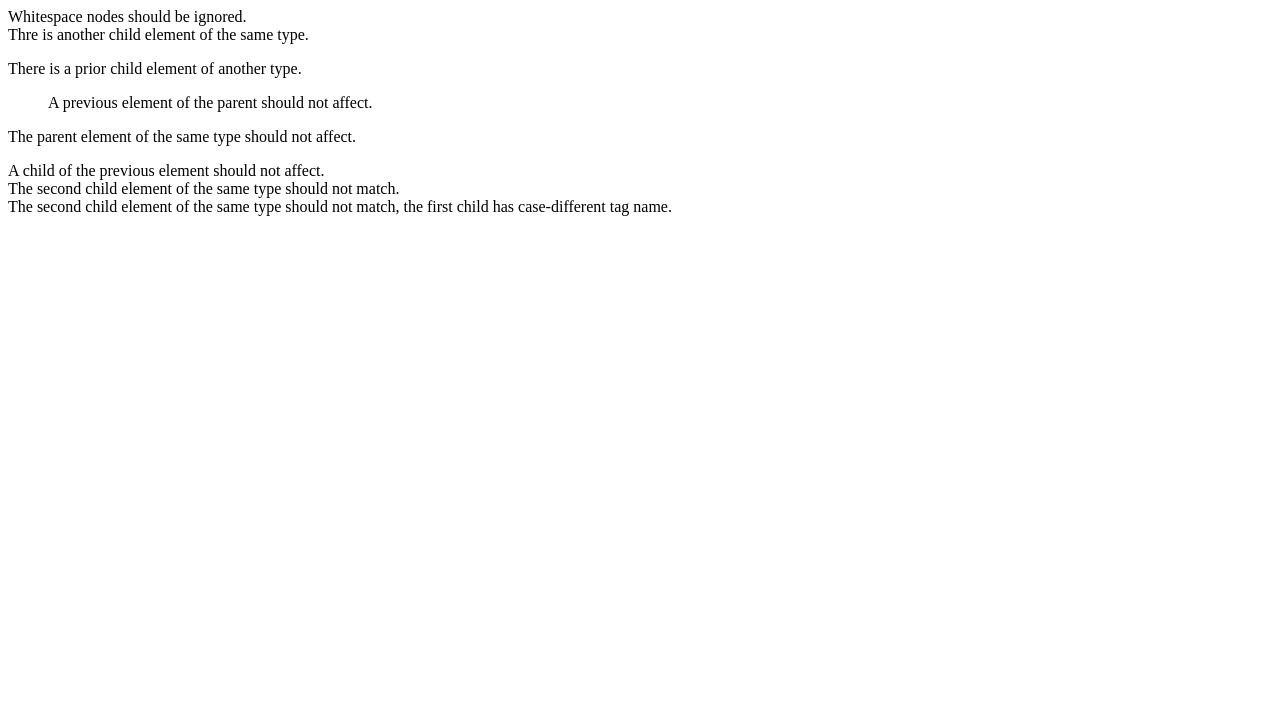 Whitespace nodes should be ignored.
Thre is another child element of the same type.
There is a prior child element of another type.
A previous element of the parent should not affect.
The parent element of the same type should not affect.
A child of the previous element should not affect.
The second child element of the same type should not match.
The second child element of the same type should not match, the first child has case-different tag name.